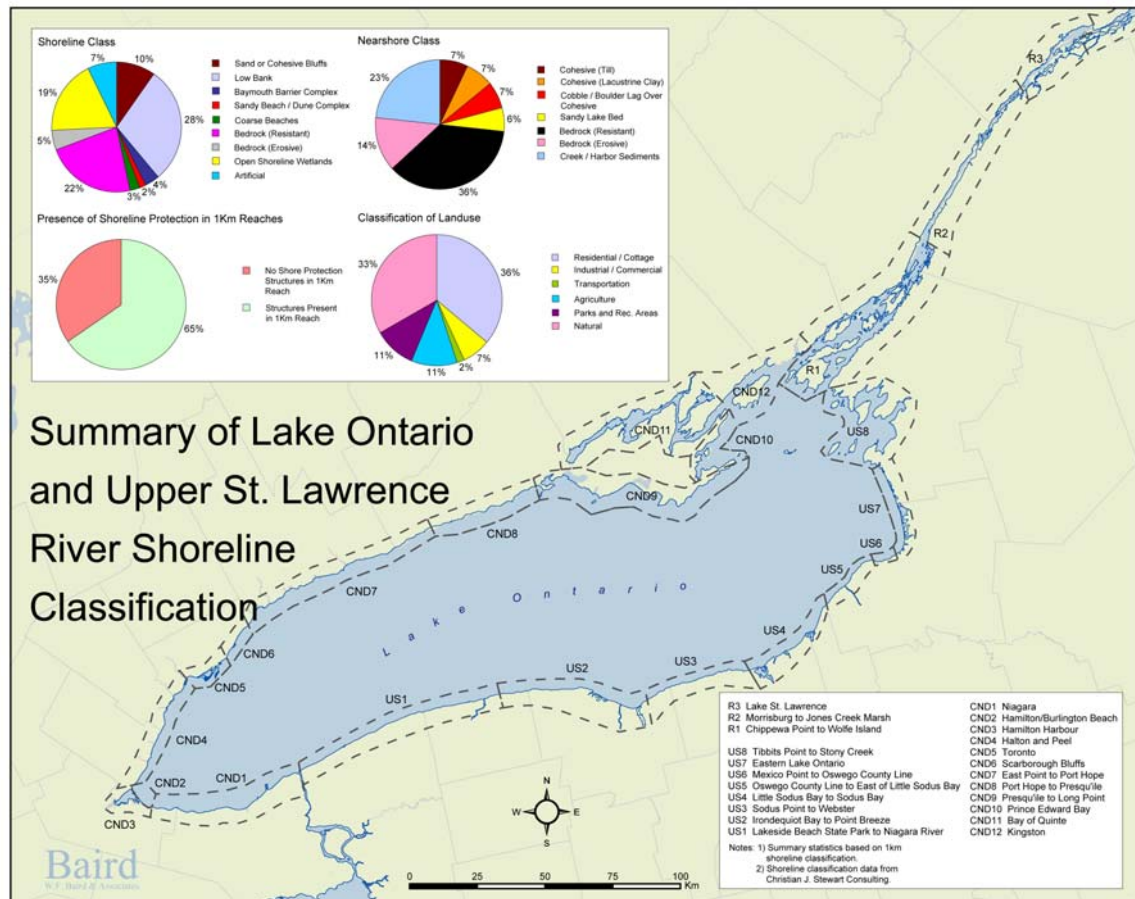 Shoreline Class
7%
10%
19%
28%
5%
22%
3%
2%
4%
Sand or Cohesive Bluffs
Low Bank
Baymouth Barrier Complex
Sandy Beach / Dune Complex
Coarse Beaches
Bedrock (Resistant)
Bedrock (Erosive)
Open Shoreline Wetlands
Artificial
Nearshore Class
7%
7%
7%
6%
36%
14%
23%
Cohesive (Till)
Cohesive (Lacustrine Clay)
Cobble / Boulder Lag Over
Cohesive
Sandy Lake Bed
Bedrock (Resistant)
Bedrock (Erosive)
Creek / Harbor Sediments
Presence of Shoreline Protection in 1Km Reaches
35%
65%
No Shore Protection
Structures in 1Km
Reach
Structures Present
in 1Km Reach
Classification of Landuse
33%
36%
11%
11%
2%
7%
Residential / Cottage
Industrial / Commercial
Transportation
Agriculture
Parks and Rec. Areas
Natural
Summary of Lake Ontario
and Upper St. Lawrence
River Shoreline
Classification
R3
R2
R1
CND12
CND11
CND10
US8
CND9
US7
CND8
US6
US5
CND7
Lake Ontario
US4
CND6
US3
US2
CND5
US1
CND4
CND2
CND1
CND3
R3 Lake St. Lawrence
R2 Morrisburg to Jones Creek Marsh
R1 Chippewa Point to Wolfe Island
US8 Tibbits Point to Stony Creek
US7 Eastern Lake Ontario
US6 Mexico Point to Oswego County Line
US5 Oswego County Line to East of Little Sodus Bay
US4 Little Sodus Bay to Sodus Bay
US3 Sodus Point to Webster
US2 Irondequiot Bay to Point Breeze
US1 Lakeside Beach State Park to Niagara River
CND1 Niagara
CND2 Hamilton/Burlington Beach
CND3 Hamilton Harbour
CND4 Halton and Peel
CND5 Toronto
CND6 Scarborough Bluffs
CND7 East Point to Port Hope
CND8 Port Hope to Presqu'ile
CND9 Presqu'ile to Long Point
CND10 Prince Edward Bay
CND11 Bay of Quinte
CND12 Kingston
Notes: 1) Summary statistics based on 1km
shoreline classification.
2) Shoreline classification data from
Christian J. Stewart Consulting.
N
W E
S
Baird
W.F. Baird & Associates
0 25 50 75 100
Km